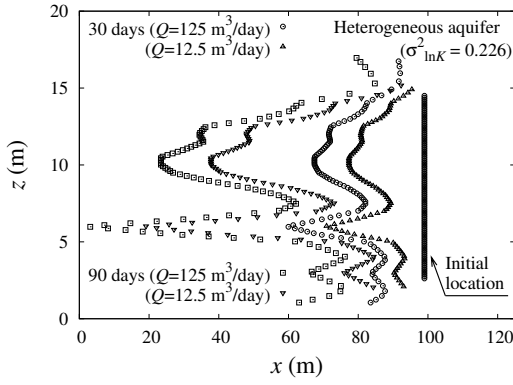 30 days (Q=125 m³/day)
(Q=12.5 m³/day)
Heterogeneous aquifer
(σ²lnK = 0.226)
90 days (Q=125 m³/day)
(Q=12.5 m³/day)
Initial
location
z (m)
20
15
10
5
0
0 20 40 60 80 100 120
x (m)